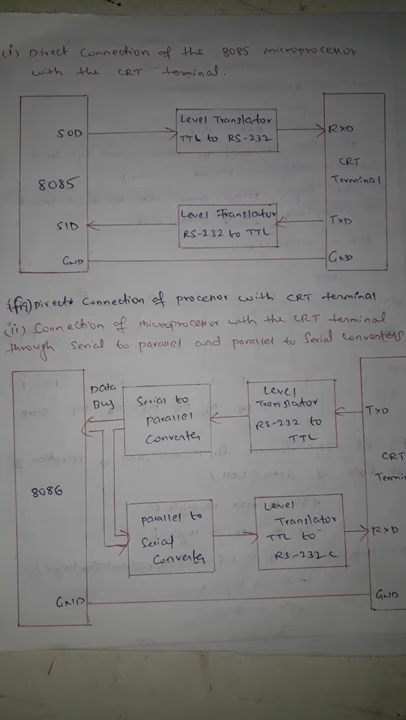 (i) Direct Connection of the 8085 microprocessor
with the CRT terminal.
SOD
Level Translator
TTL to RS-232
RXD
8085
CRT
Terminal
SID
Level Translator
RS-232 to TTL
TXD
GND
GND
(fig) Direct Connection of processor with CRT terminal
(ii) Connection of microprocessor with the CRT terminal
through Serial to parallel and parallel to Serial Converters
Data
Bus
Serial to
parallel
Converter
Level
Translator
RS-232 to
TTL
TXD
8086
CRT
Termin
parallel to
Serial
Converter
Level
Translator
TTL to
RS-232C
RXD
GND
GND